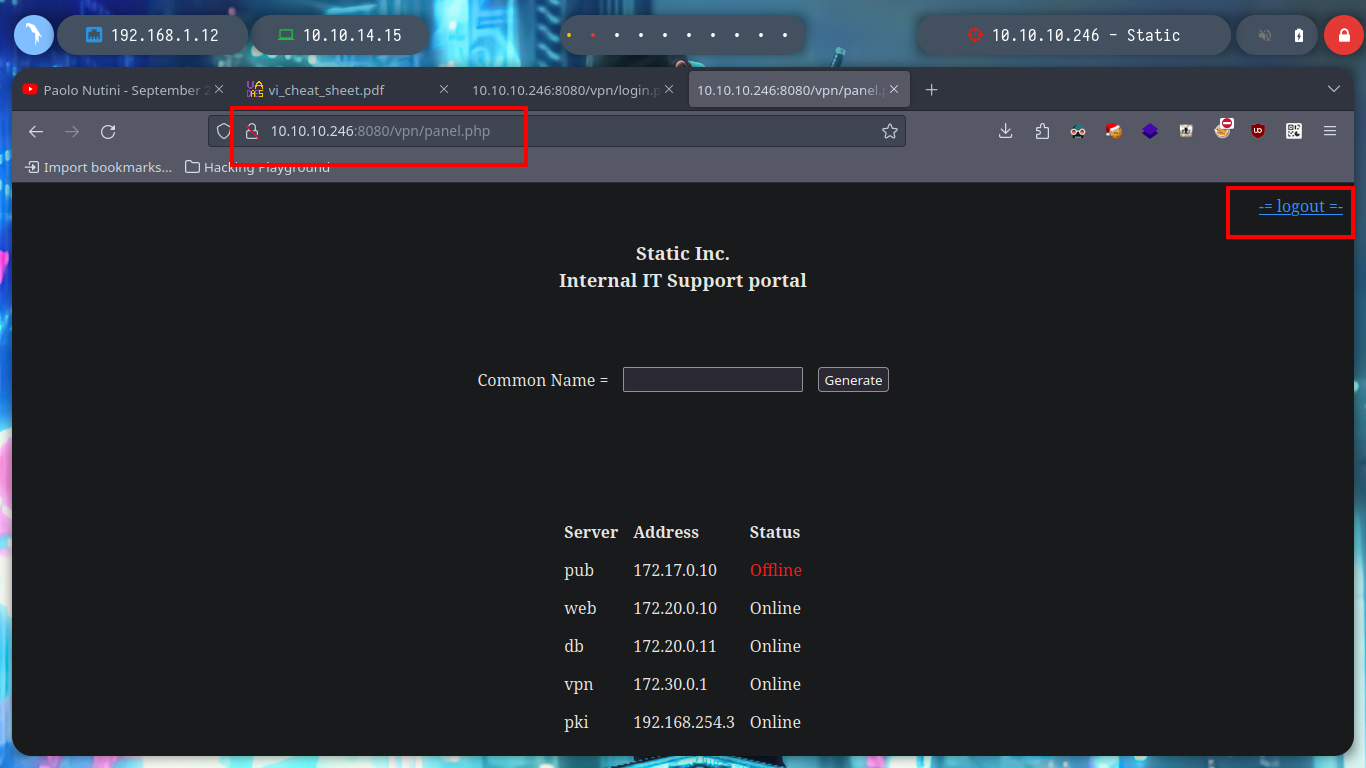 192.168.1.12
10.10.14.15
10.10.10.246 - Static
Paolo Nutini - September 2
vi_cheat_sheet.pdf
10.10.10.246:8080/vpn/login.p
10.10.10.246:8080/vpn/panel.
10.10.10.246:8080/vpn/panel.php
Import bookmarks...
Hacking Playground
-= logout =-
Static Inc.
Internal IT Support portal
Common Name =
Generate
Server Address Status
pub 172.17.0.10 Offline
web 172.20.0.10 Online
db 172.20.0.11 Online
vpn 172.30.0.1 Online
pki 192.168.254.3 Online